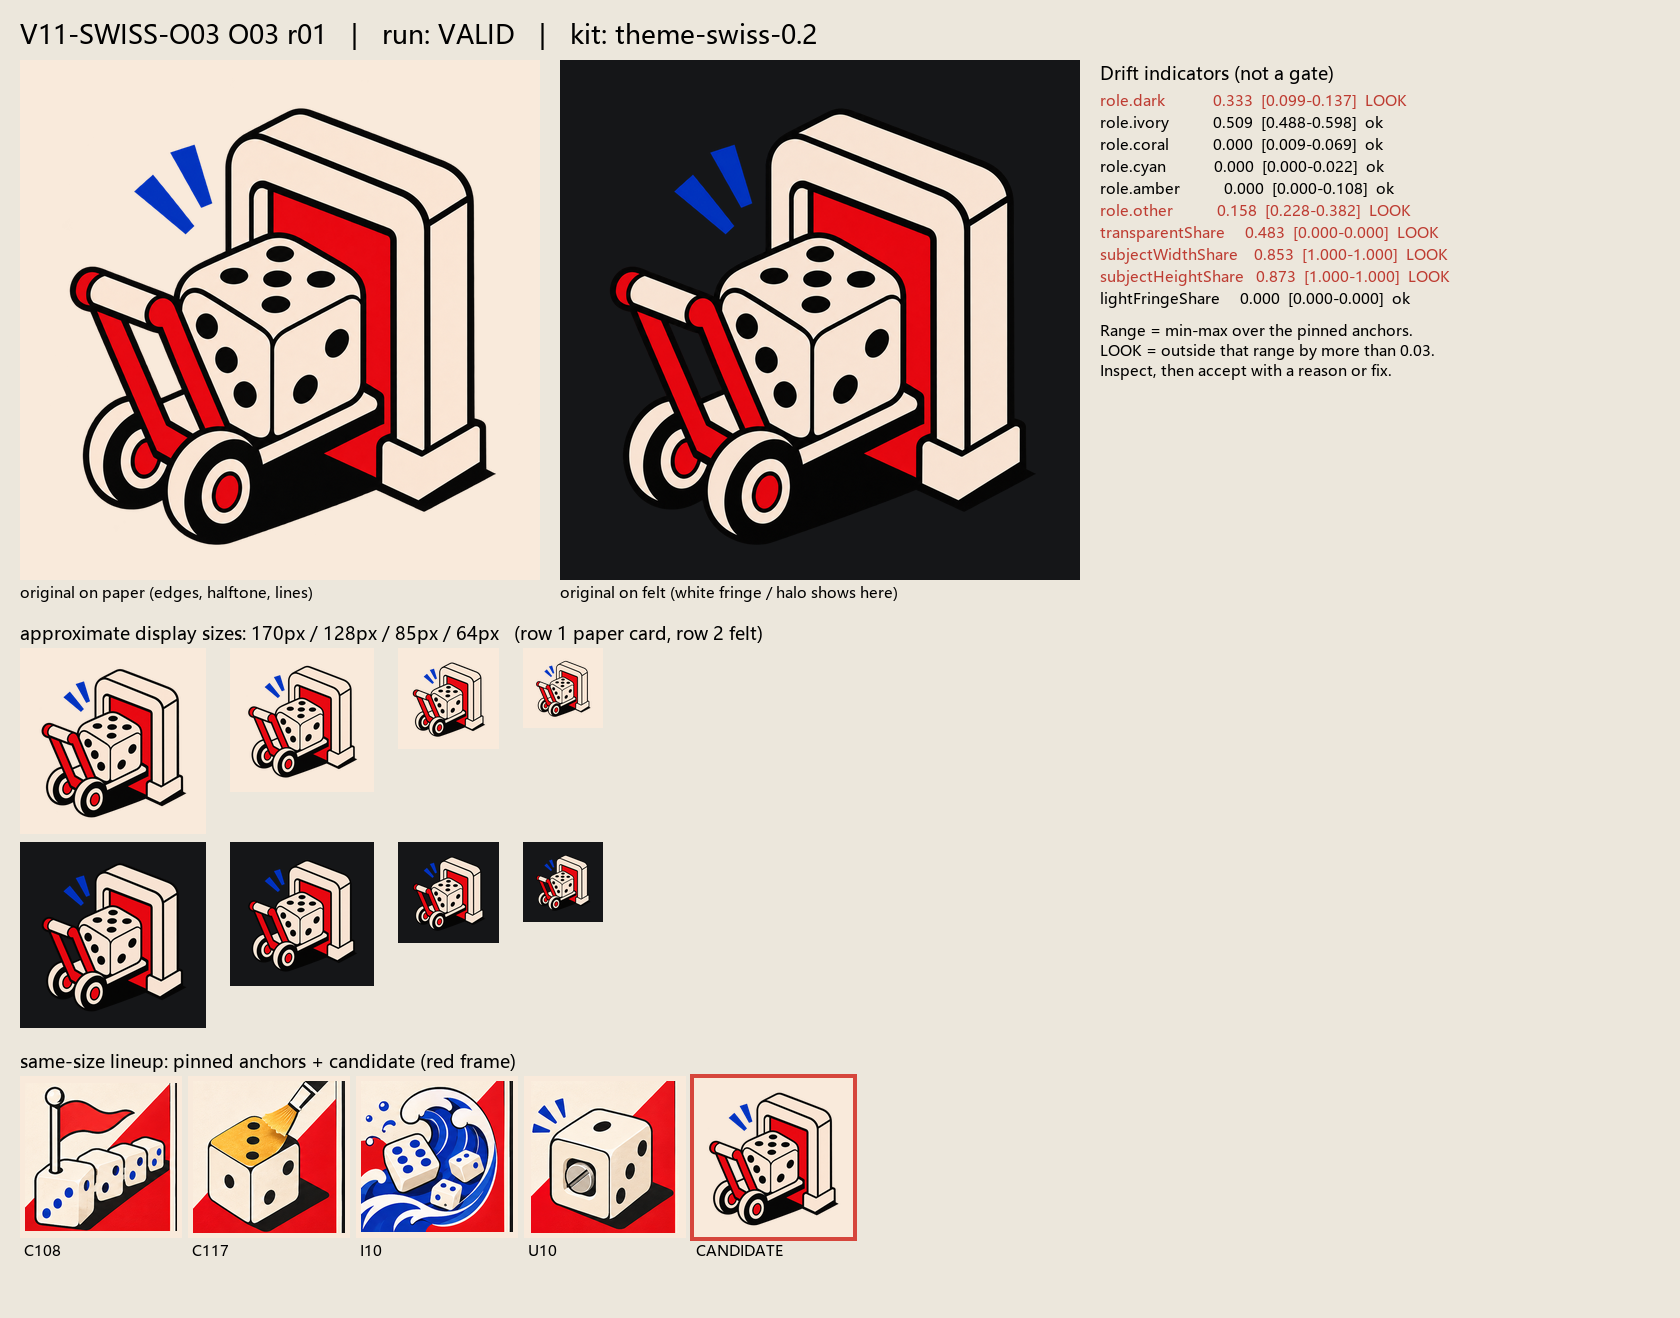 V11-SWISS-O03 O03 r01   |   run: VALID   |   kit: theme-swiss-0.2
Drift indicators (not a gate)
role.dark 0.333 [0.099-0.137] LOOK
role.ivory 0.509 [0.488-0.598] ok
role.coral 0.000 [0.009-0.069] ok
role.cyan 0.000 [0.000-0.022] ok
role.amber 0.000 [0.000-0.108] ok
role.other 0.158 [0.228-0.382] LOOK
transparentShare 0.483 [0.000-0.000] LOOK
subjectWidthShare 0.853 [1.000-1.000] LOOK
subjectHeightShare 0.873 [1.000-1.000] LOOK
lightFringeShare 0.000 [0.000-0.000] ok
Range = min-max over the pinned anchors.
LOOK = outside that range by more than 0.03.
Inspect, then accept with a reason or fix.
original on paper (edges, halftone, lines)
original on felt (white fringe / halo shows here)
approximate display sizes: 170px / 128px / 85px / 64px   (row 1 paper card, row 2 felt)
same-size lineup: pinned anchors + candidate (red frame)
C108
C117
I10
U10
CANDIDATE